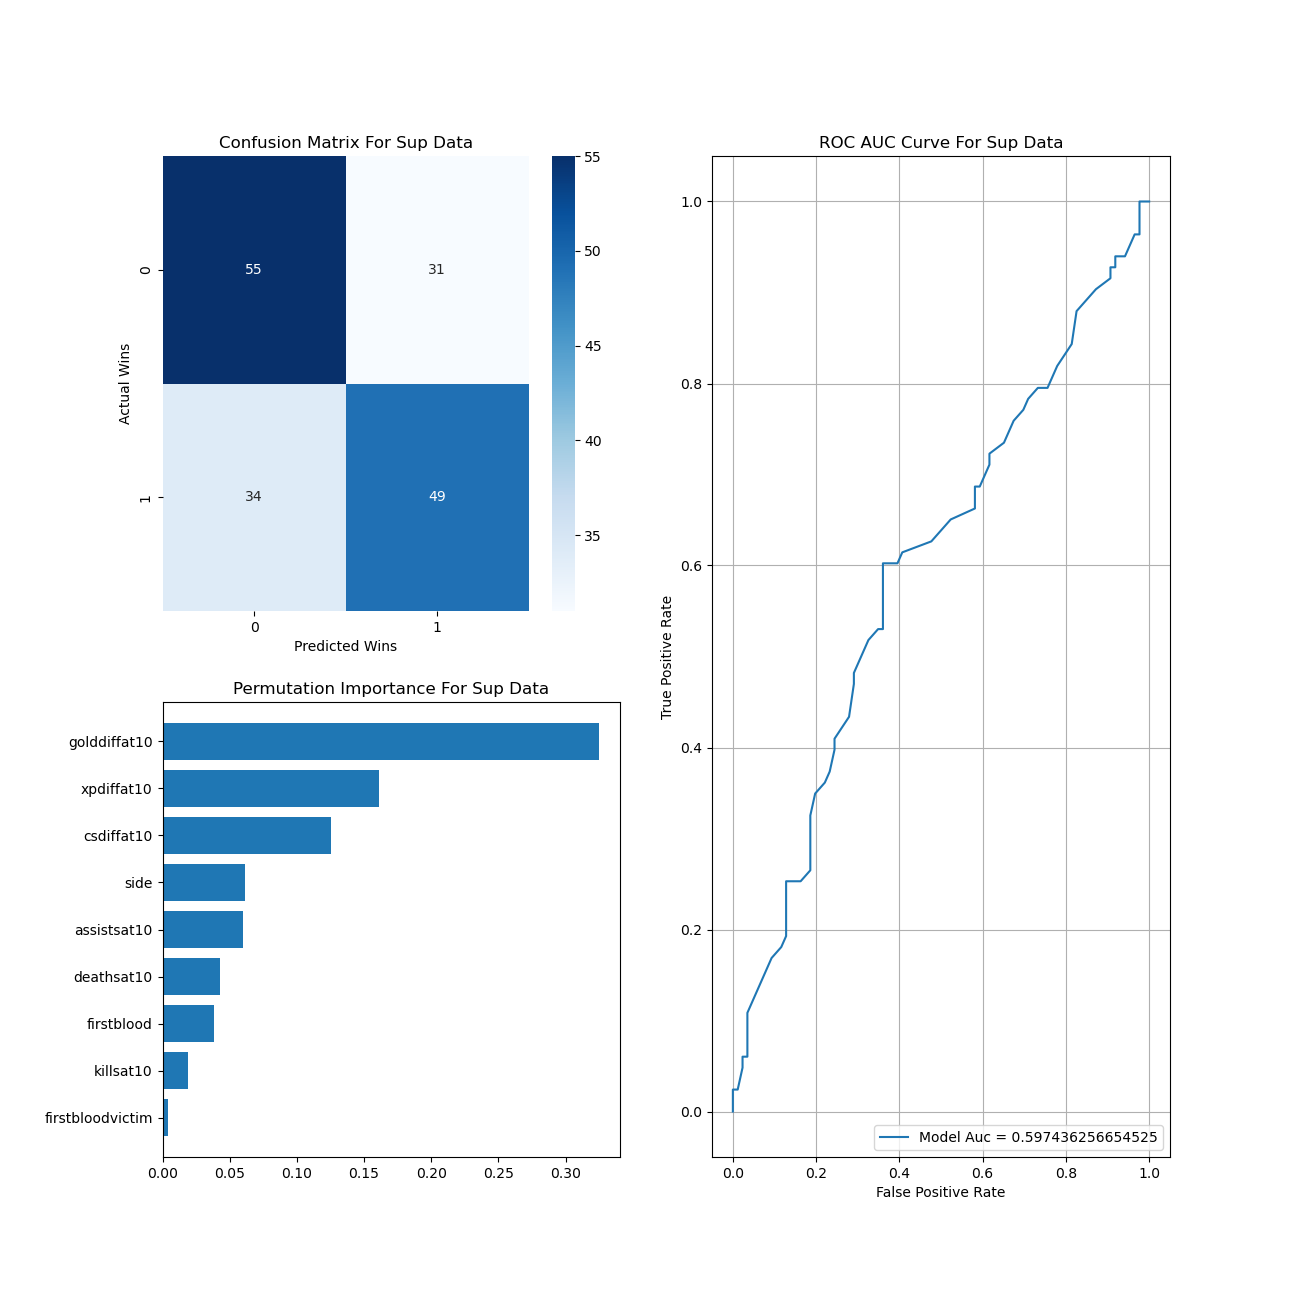 Confusion Matrix For Sup Data
55
31
34
49
0
1
Actual Wins
0
1
Predicted Wins
55
50
45
40
35
Permutation Importance For Sup Data
golddiffat10
xpdiffat10
csdiffat10
side
assistsat10
deathsat10
firstblood
killsat10
firstbloodvictim
0.00
0.05
0.10
0.15
0.20
0.25
0.30
ROC AUC Curve For Sup Data
1.0
0.8
0.6
0.4
0.2
0.0
True Positive Rate
Model Auc = 0.597436256654525
0.0
0.2
0.4
0.6
0.8
1.0
False Positive Rate